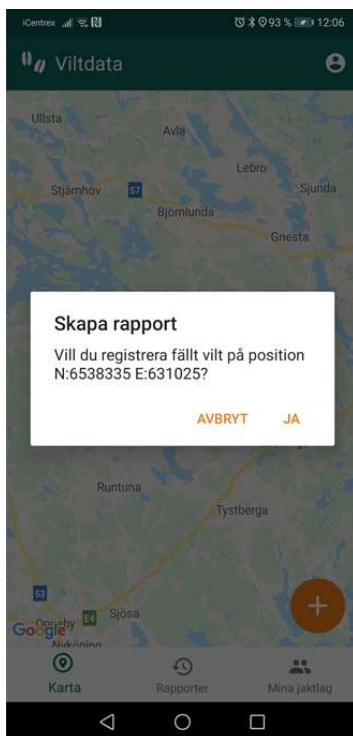 iCentrex
93 % 12:06
Viltdata
Ullsta
Avla
Lebro
Stjärnhov
57
Sjunda
Björnlunda
Gnesta
Skapa rapport
Vill du registrera fällt vilt på position
N:6538335 E:631025?
AVBRYT JA
Runtuna
Tystberga
53
E4
Sjösa
Google
Nyköping
Karta
Rapporter
Mina jaktlag